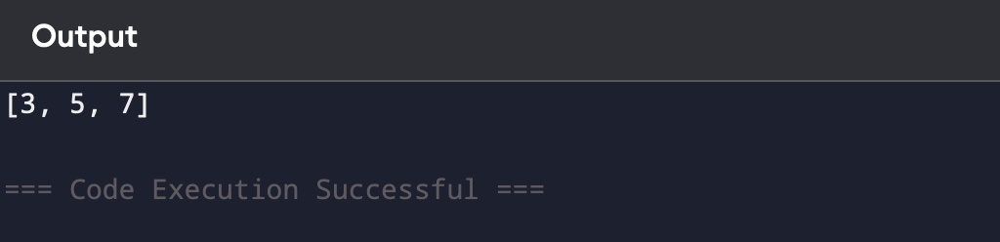 Output
[3, 5, 7]
=== Code Execution Successful ===